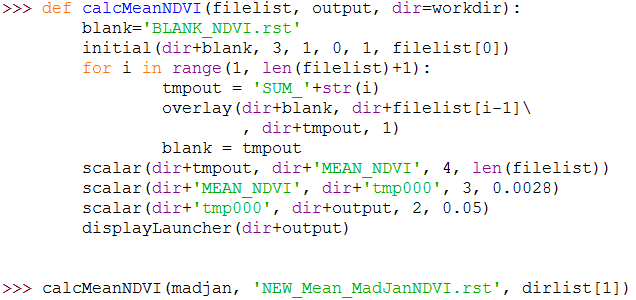 >>> def calcMeanNDVI(filelist, output, dir=workdir):
        blank='BLANK_NDVI.rst'
        initial(dir+blank, 3, 1, 0, 1, filelist[0])
        for i in range(1, len(filelist)+1):
                tmpout = 'SUM_'+str(i)
                overlay(dir+blank, dir+filelist[i-1]\
                        , dir+tmpout, 1)
                blank = tmpout
        scalar(dir+tmpout, dir+'MEAN_NDVI', 4, len(filelist))
        scalar(dir+'MEAN_NDVI', dir+'tmp000', 3, 0.0028)
        scalar(dir+'tmp000', dir+output, 2, 0.05)
        displayLauncher(dir+output)
>>> calcMeanNDVI(madjan, 'NEW_Mean_MadJanNDVI.rst', dirlist[1])